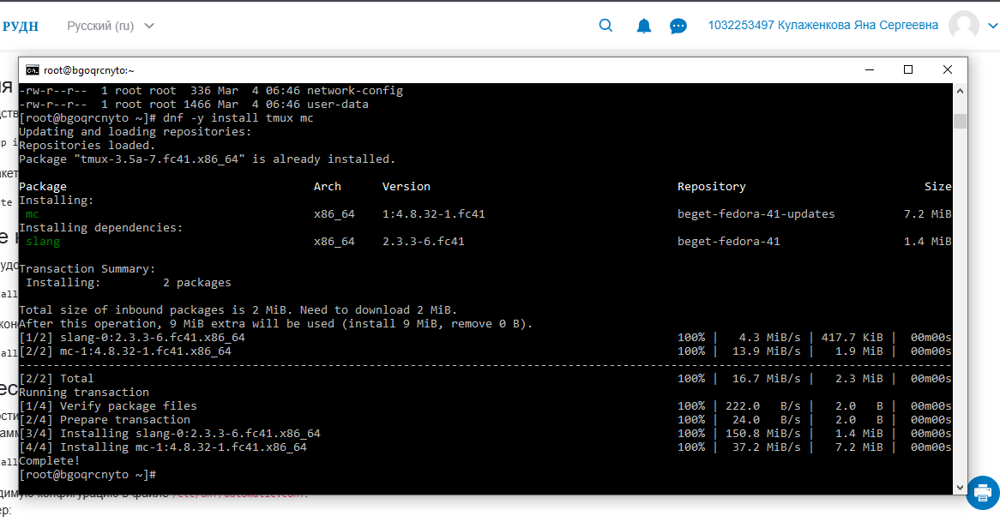 РУДН Русский (ru) 1032253497 Кулаженкова Яна Сергеевна
root@bgoqrcnyto:~
-rw-r--r--  1 root root  336 Mar  4 06:46 network-config
-rw-r--r--  1 root root 1466 Mar  4 06:46 user-data
[root@bgoqrcnyto ~]# dnf -y install tmux mc
Updating and loading repositories:
Repositories loaded.
Package "tmux-3.5a-7.fc41.x86_64" is already installed.
Package Arch Version Repository Size
Installing:
mc x86_64 1:4.8.32-1.fc41 beget-fedora-41-updates 7.2 MiB
Installing dependencies:
slang x86_64 2.3.3-6.fc41 beget-fedora-41 1.4 MiB
Transaction Summary:
Installing: 2 packages
Total size of inbound packages is 2 MiB. Need to download 2 MiB.
After this operation, 9 MiB extra will be used (install 9 MiB, remove 0 B).
[1/2] slang-0:2.3.3-6.fc41.x86_64 100% | 4.3 MiB/s | 417.7 KiB | 00m00s
[2/2] mc-1:4.8.32-1.fc41.x86_64 100% | 13.9 MiB/s | 1.9 MiB | 00m00s
[2/2] Total 100% | 16.7 MiB/s | 2.3 MiB | 00m00s
Running transaction
[1/4] Verify package files 100% | 222.0 B/s | 2.0 B | 00m00s
[2/4] Prepare transaction 100% | 24.0 B/s | 2.0 B | 00m00s
[3/4] Installing slang-0:2.3.3-6.fc41.x86_64 100% | 150.8 MiB/s | 1.4 MiB | 00m00s
[4/4] Installing mc-1:4.8.32-1.fc41.x86_64 100% | 37.2 MiB/s | 7.2 MiB | 00m00s
Complete!
[root@bgoqrcnyto ~]#